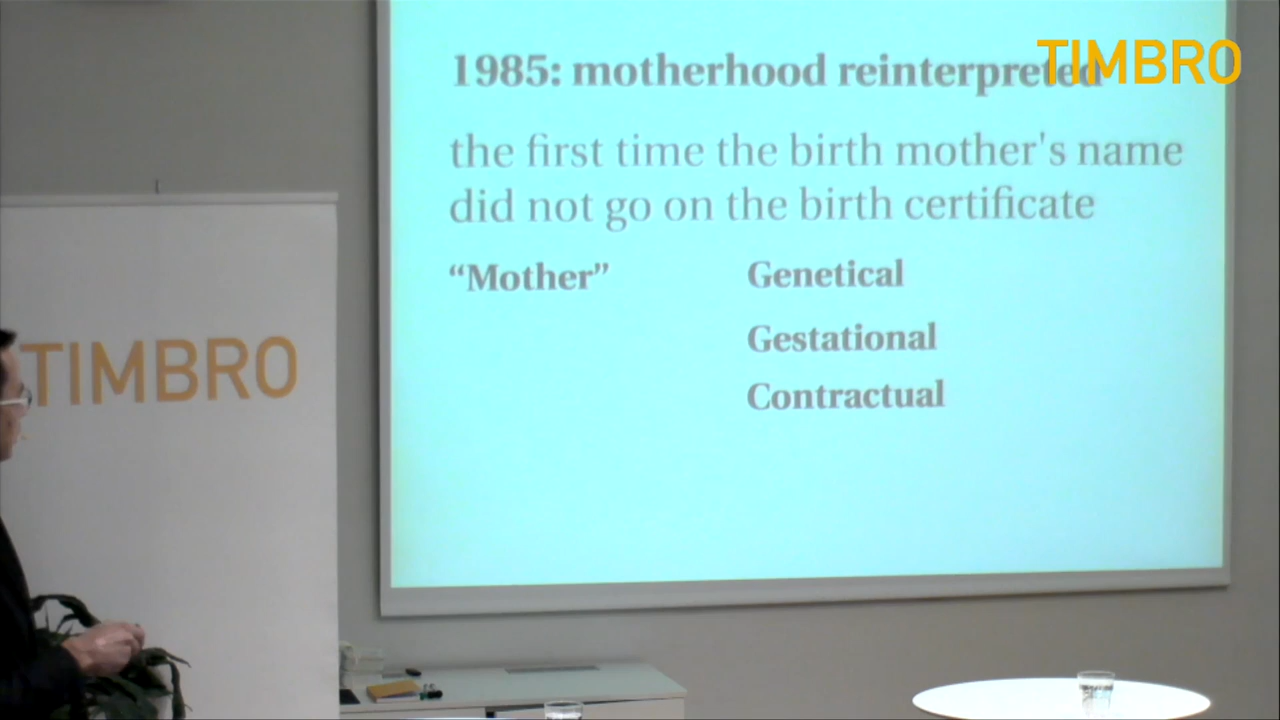 TIMBRO
1985: motherhood reinterpreted
the first time the birth mother's name
did not go on the birth certificate
“Mother”
Genetical
Gestational
Contractual
TIMBRO